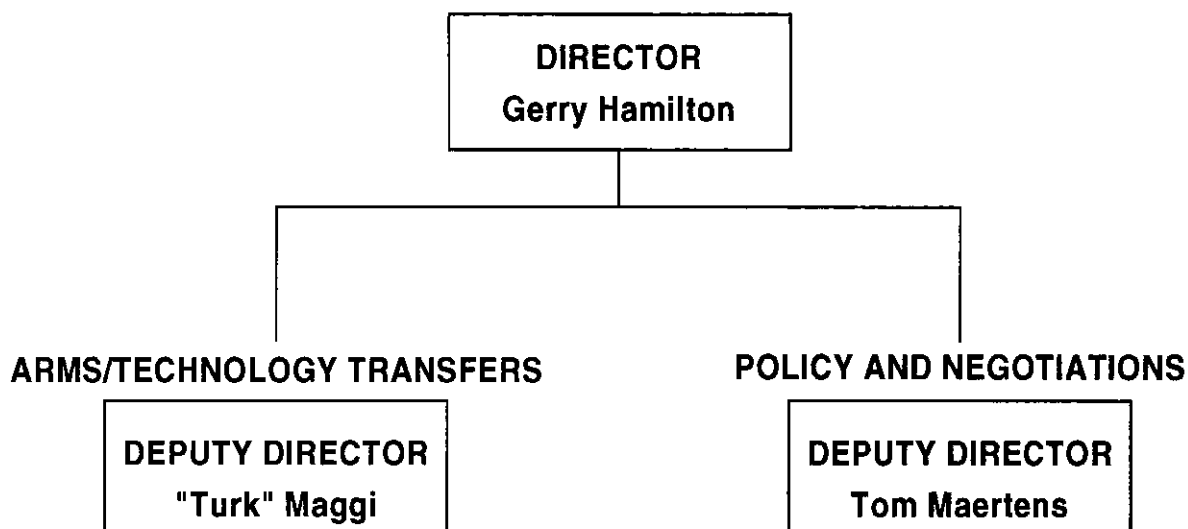 DIRECTOR
Gerry Hamilton
ARMS/TECHNOLOGY TRANSFERS
DEPUTY DIRECTOR
"Turk" Maggi
POLICY AND NEGOTIATIONS
DEPUTY DIRECTOR
Tom Maertens